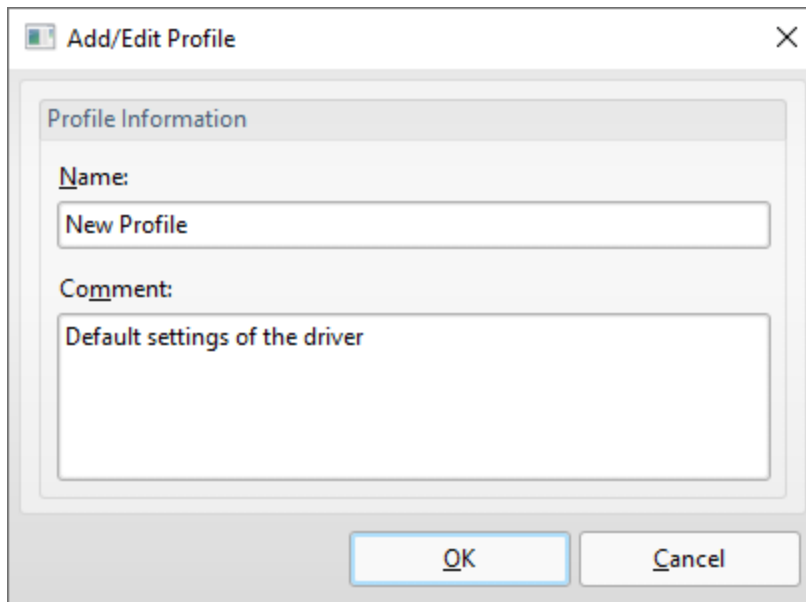 Add/Edit Profile
Profile Information
Name:
New Profile
Comment:
Default settings of the driver
OK
Cancel